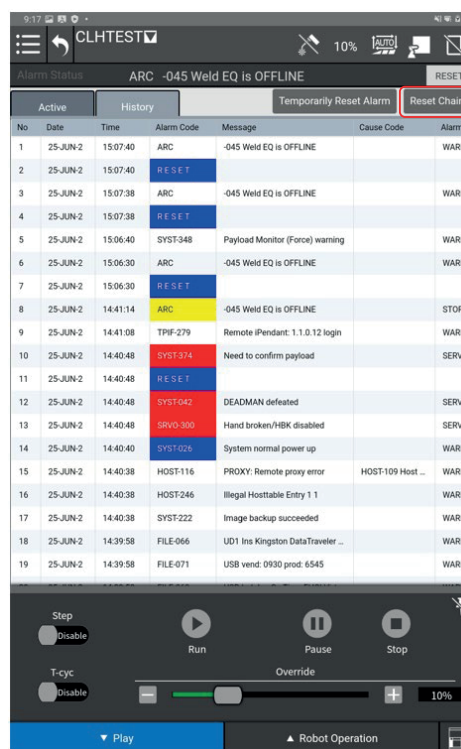 9:17
CLHTEST
10%
AUTO
Alarm Status ARC -045 Weld EQ is OFFLINE RESET
Active History Temporarily Reset Alarm Reset Chain
No Date Time Alarm Code Message Cause Code Alarm
1 25-JUN-2 15:07:40 ARC -045 Weld EQ is OFFLINE WAR
2 25-JUN-2 15:07:40 RESET
3 25-JUN-2 15:07:38 ARC -045 Weld EQ is OFFLINE WAR
4 25-JUN-2 15:07:38 RESET
5 25-JUN-2 15:06:40 SYST-348 Payload Monitor (Force) warning WAR
6 25-JUN-2 15:06:30 ARC -045 Weld EQ is OFFLINE WAR
7 25-JUN-2 15:06:30 RESET
8 25-JUN-2 14:41:14 ARC -045 Weld EQ is OFFLINE STOP
9 25-JUN-2 14:41:08 TPIF-279 Remote iPendant: 1.1.0.12 login WAR
10 25-JUN-2 14:40:48 SYST-374 Need to confirm payload SERV
11 25-JUN-2 14:40:48 RESET
12 25-JUN-2 14:40:48 SYST-042 DEADMAN defeated SERV
13 25-JUN-2 14:40:48 SRVO-300 Hand broken/HBK disabled SERV
14 25-JUN-2 14:40:40 SYST-026 System normal power up WAR
15 25-JUN-2 14:40:38 HOST-116 PROXY: Remote proxy error HOST-109 Host ... WAR
16 25-JUN-2 14:40:38 HOST-246 Illegal Hosttable Entry 1 1 WAR
17 25-JUN-2 14:40:38 SYST-222 Image backup succeeded WAR
18 25-JUN-2 14:39:58 FILE-066 UD1 Ins Kingston DataTraveler ... WAR
19 25-JUN-2 14:39:58 FILE-071 USB vend: 0930 prod: 6545 WAR
Step
Disable
Run Pause Stop
T-cyc Override
Disable
10%
▼ Play ▲ Robot Operation